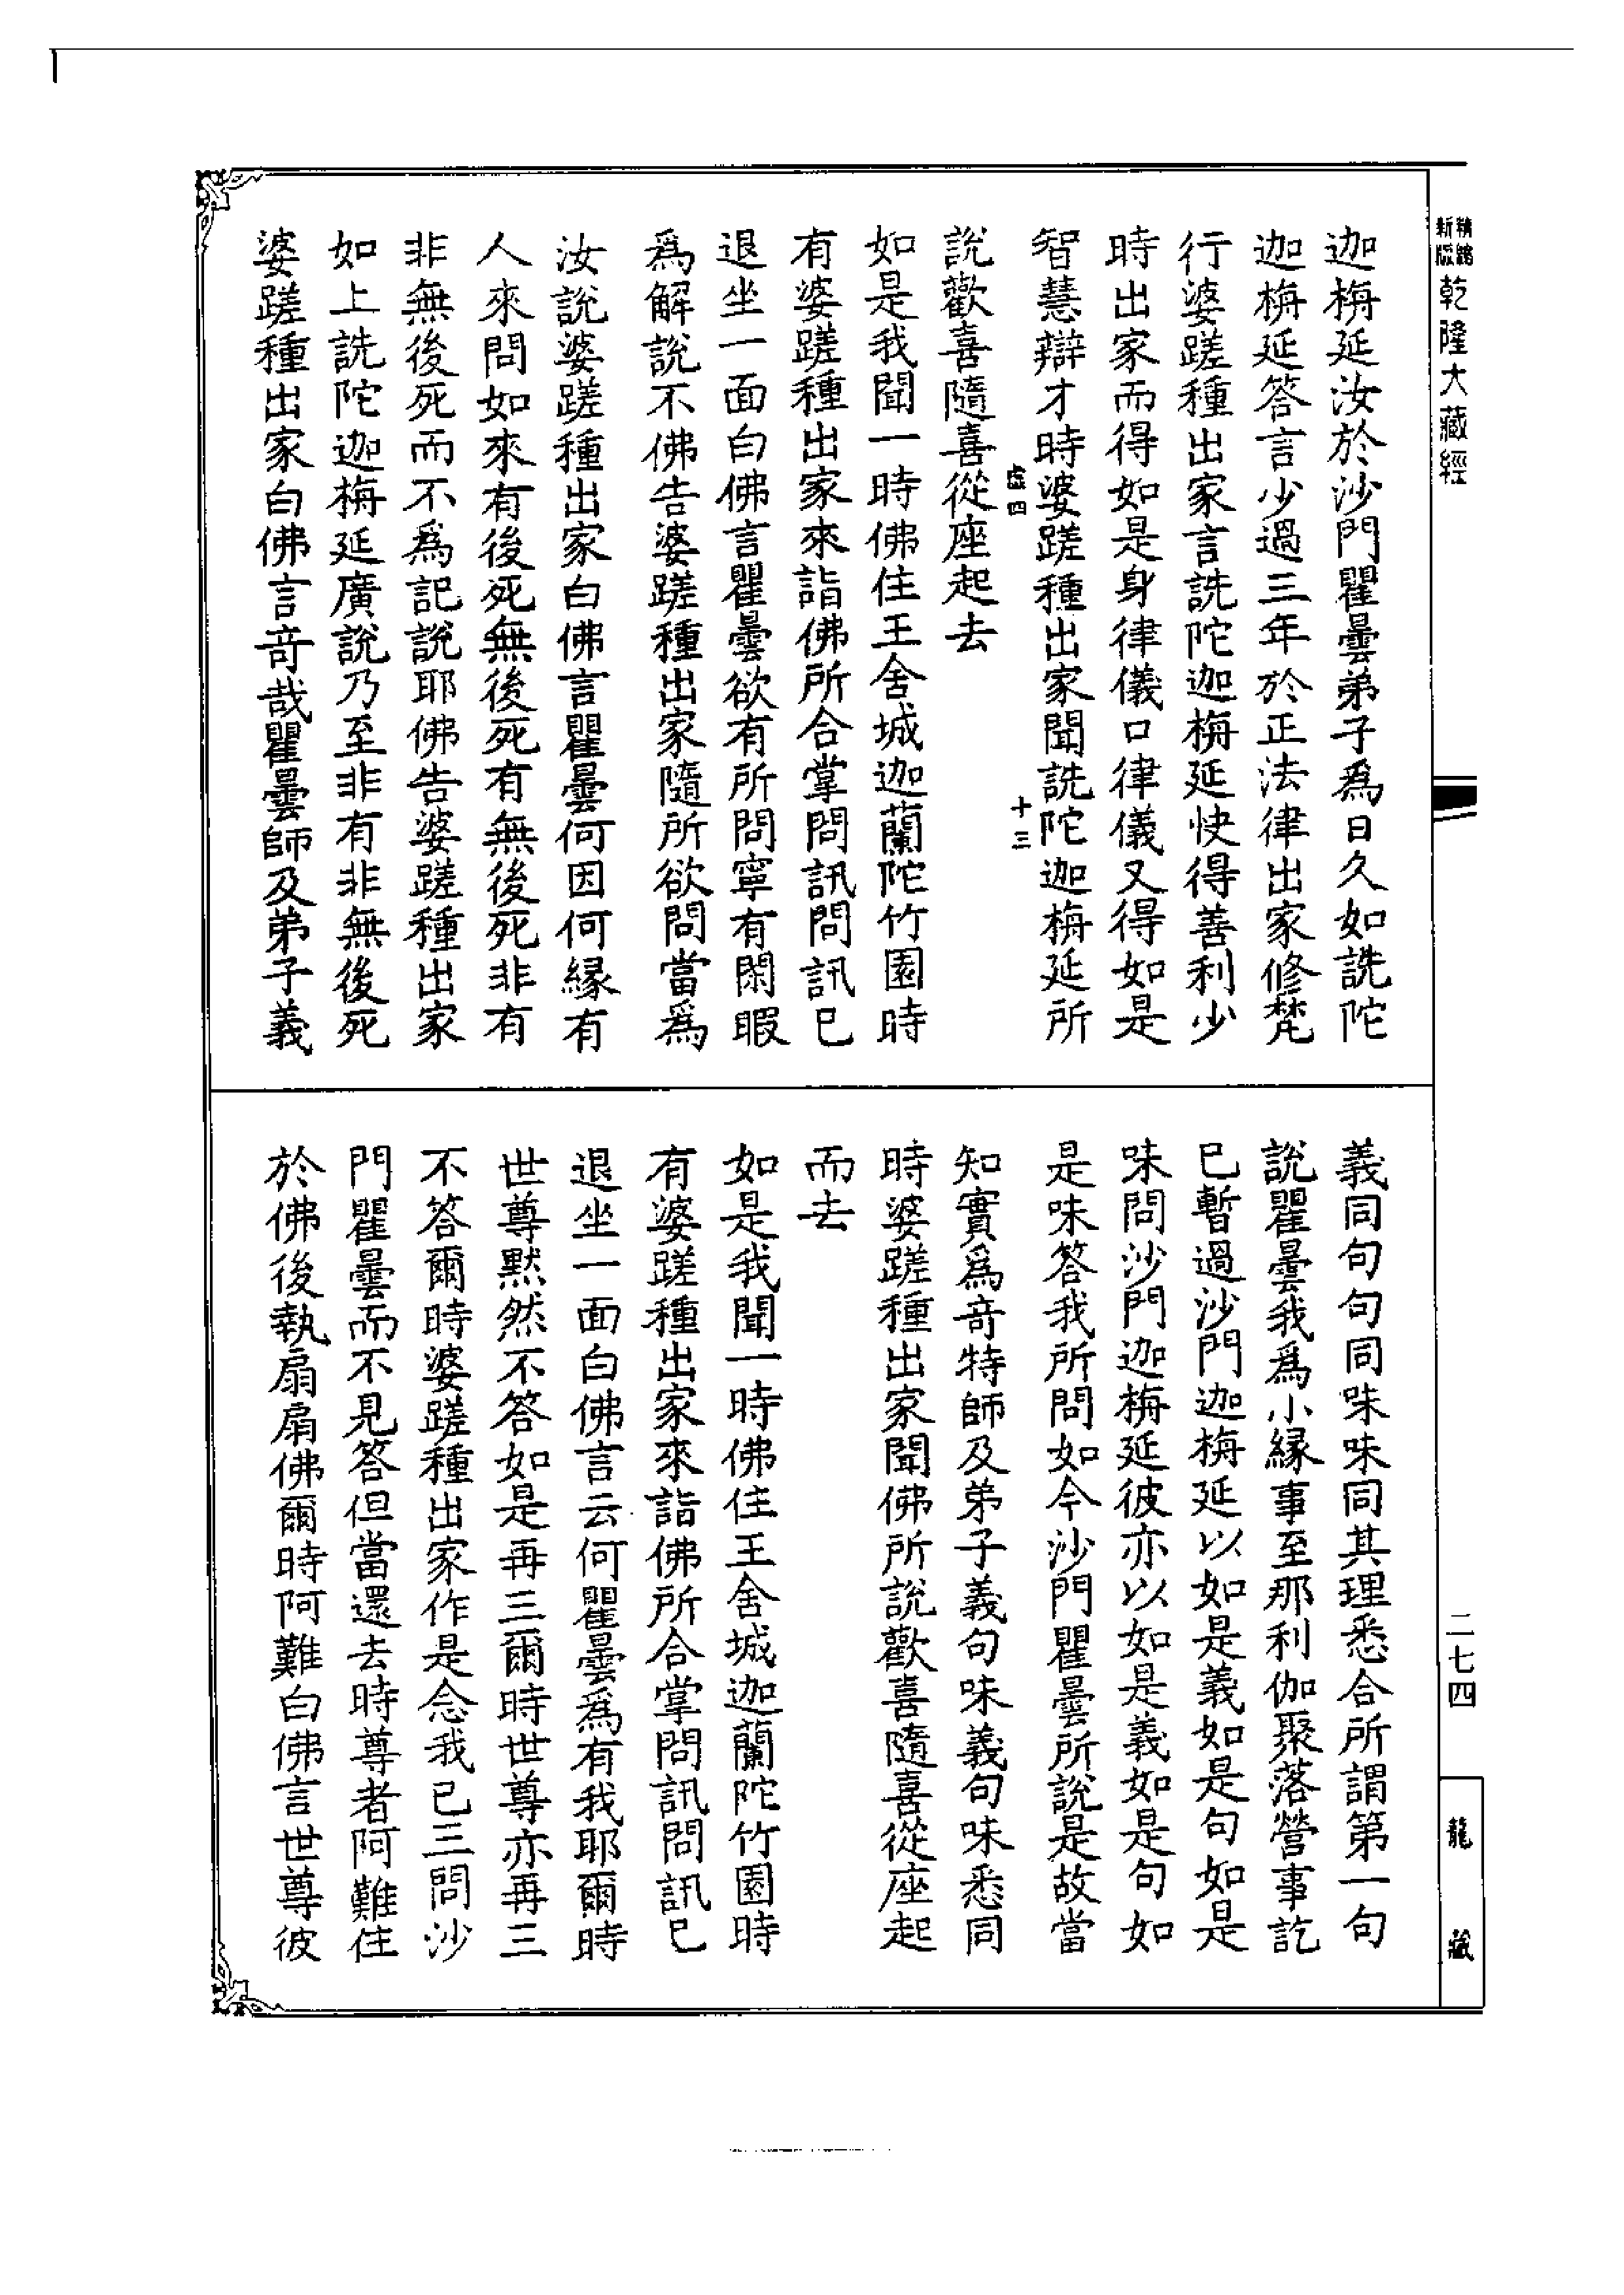 新版精編乾隆大藏經
迦栴延汝於沙門瞿曇弟子爲日久如詵陀
迦栴延答言少過三年於正法律出家修梵
行婆蹉種出家言詵陀迦栴延快得善利少
時出家而得如是身律儀口律儀又得如是
智慧辯才時婆蹉種出家聞詵陀迦栴延所
虛四 十三
說歡喜隨喜從座起去
如是我聞一時佛住王舍城迦蘭陀竹園時
有婆蹉種出家來詣佛所合掌問訊問訊已
退坐一面白佛言瞿曇欲有所問寧有閑暇
爲解說不佛告婆蹉種出家隨所欲問當爲
汝說婆蹉種出家白佛言瞿曇何因何緣有
人來問如來有後死無後死有無後死非有
非無後死而不爲記說耶佛告婆蹉種出家
如上詵陀迦栴延廣說乃至非有非無後死
婆蹉種出家白佛言竒哉瞿曇師及弟子義
義同句句同味味同其理悉合所謂第一句
說瞿曇我爲小緣事至那利伽聚落營事訖
已暫過沙門迦栴延以如是義如是句如是
味問沙門迦栴延彼亦以如是義如是句如
是味答我所問如今沙門瞿曇所說是故當
知實爲竒特師及弟子義句味義句味悉同
時婆蹉種出家聞佛所說歡喜隨喜從座起
而去
如是我聞一時佛住王舍城迦蘭陀竹園時
有婆蹉種出家來詣佛所合掌問訊問訊已
退坐一面白佛言云何瞿曇爲有我耶爾時
世尊默然不答如是再三爾時世尊亦再三
不答爾時婆蹉種出家作是念我已三問沙
門瞿曇而不見答但當還去時尊者阿難住
於佛後執扇扇佛爾時阿難白佛言世尊彼
二七四
龍藏